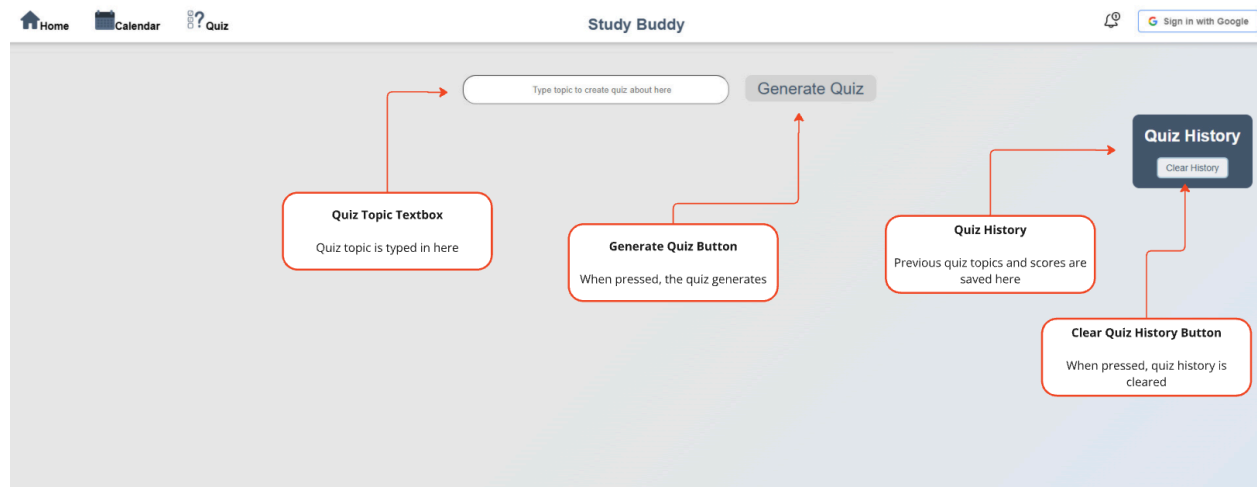 Home
Calendar
Quiz
Study Buddy
Sign in with Google
Type topic to create quiz about here
Generate Quiz
Quiz History
Clear History
Quiz Topic Textbox
Quiz topic is typed in here
Generate Quiz Button
When pressed, the quiz generates
Quiz History
Previous quiz topics and scores are
saved here
Clear Quiz History Button
When pressed, quiz history is
cleared